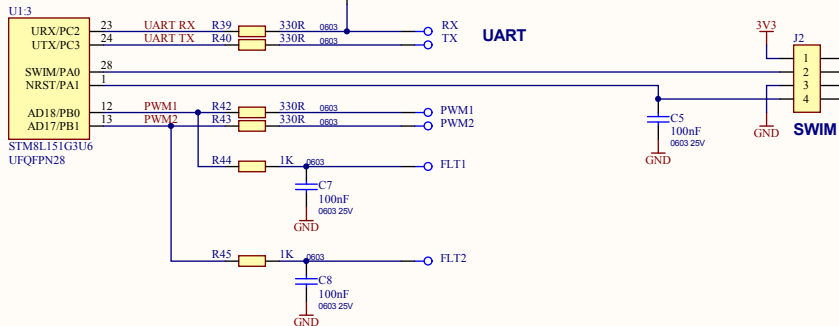 U1:3
URX/PC2 23 UART RX R39 330R 0603 RX
UTX/PC3 24 UART TX R40 330R 0603 TX
UART
3V3
J2
SWIM/PA0 28
NRST/PA1 1
1
2
3
4
AD18/PB0 12 PWM1 R42 330R 0603 PWM1
AD17/PB1 13 PWM2 R43 330R 0603 PWM2
C5
100nF
0603 25V
GND
GND
SWIM
STM8L151G3U6
UFQFPN28
R44 1K 0603 FLT1
C7
100nF
0603 25V
GND
R45 1K 0603 FLT2
C8
100nF
0603 25V
GND